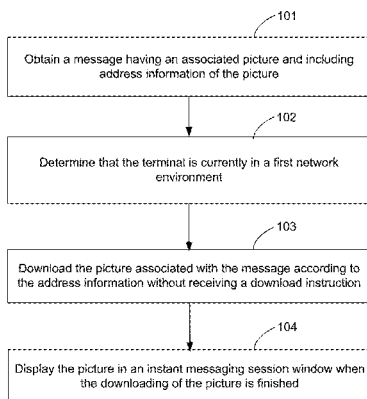 101
Obtain a message having an associated picture and including
address information of the picture
102
Determine that the terminal is currently in a first network
environment
103
Download the picture associated with the message according to
the address information without receiving a download instruction
104
Display the picture in an instant messaging session window when
the downloading of the picture is finished